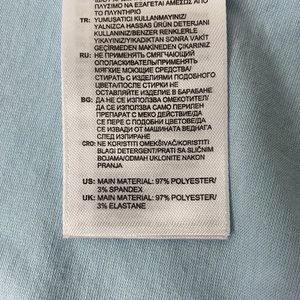 ΠΛΥΣΙΜΟ ΝΑ ΕΞΑΓΕΤΑΙ ΑΜΕΣΩΣ ΑΠΟ
ΤΟ ΠΛΥΝΤΗΡΙΟ
TR: YUMUŞATICI KULLANMAYINIZ/
YALNIZCA HASSAS ÜRÜN DETERJANI
KULLANINIZ/BENZER RENKLERLE
YIKAYINIZ/YIKADIKTAN SONRA VAKİT
GEÇİRMEDEN MAKİNEDEN ÇIKARINIZ
RU: НЕ ПРИМЕНЯТЬ СМЯГЧАЮЩИЙ
ОПОЛАСКИВАТЕЛЬ/ПРИМЕНЯТЬ
МЯГКИЕ МОЮЩИЕ СРЕДСТВА/
СТИРАТЬ С ИЗДЕЛИЯМИ ПОДОБНОГО
ЦВЕТА/ПОСЛЕ СТИРКИ НЕ
ОСТАВЛЯЙТЕ ИЗДЕЛИЕ В БАРАБАНЕ
BG: ДА НЕ СЕ ИЗПОЛЗВА ОМЕКОТИТЕЛ/
ДА СЕ ИЗПОЛЗВА САМО ПЕРИЛЕН
ПРЕПАРАТ С МЕКО ДЕЙСТВИЕ/ДА
СЕ ИЗПИРА С ПОДОБНИ ЦВЕТОВЕ/ДА
СЕ ИЗВАДИ ОТ МАШИНАТА ВЕДНАГА
СЛЕД ИЗПИРАНЕ
CRO: NE KORISTITI OMEKŠIVAČ/KORISTITI
BLAGI DETERGENT/PRATI SA SLIČNIM
BOJAMA/ODMAH UKLONITE NAKON
PRANJA
US: MAIN MATERIAL: 97% POLYESTER/
3% SPANDEX
UK: MAIN MATERIAL: 97% POLYESTER/
3% ELASTANE